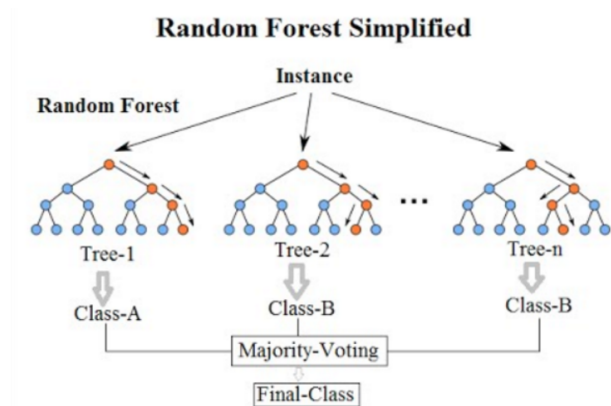 Random Forest Simplified
Instance
Random Forest
...
Tree-1 Tree-2 Tree-n
Class-A Class-B Class-B
Majority-Voting
Final-Class